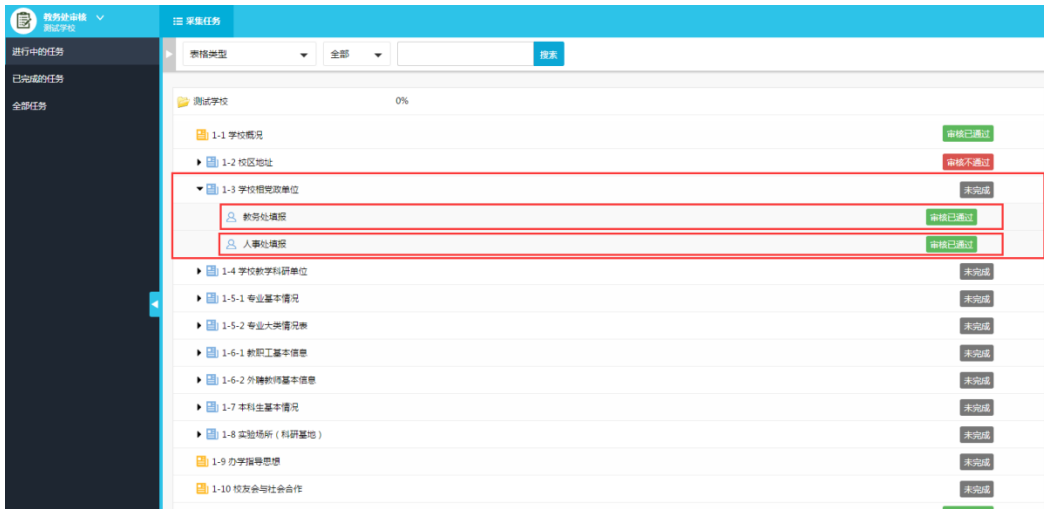 教务处审核
测试学校
采集任务
进行中的任务
已完成的任务
全部任务
表格类型 全部 搜索
测试学校 0%
1-1 学校概况 审核已通过
1-2 校区地址 审核不通过
1-3 学校相党政单位 未完成
教务处填报 审核已通过
人事处填报 审核已通过
1-4 学校教学科研单位 未完成
1-5-1 专业基本情况 未完成
1-5-2 专业大类情况表 未完成
1-6-1 教职工基本信息 未完成
1-6-2 外聘教师基本信息 未完成
1-7 本科生基本情况 未完成
1-8 实验场所（科研基地） 未完成
1-9 办学指导思想 未完成
1-10 校友会与社会合作 未完成